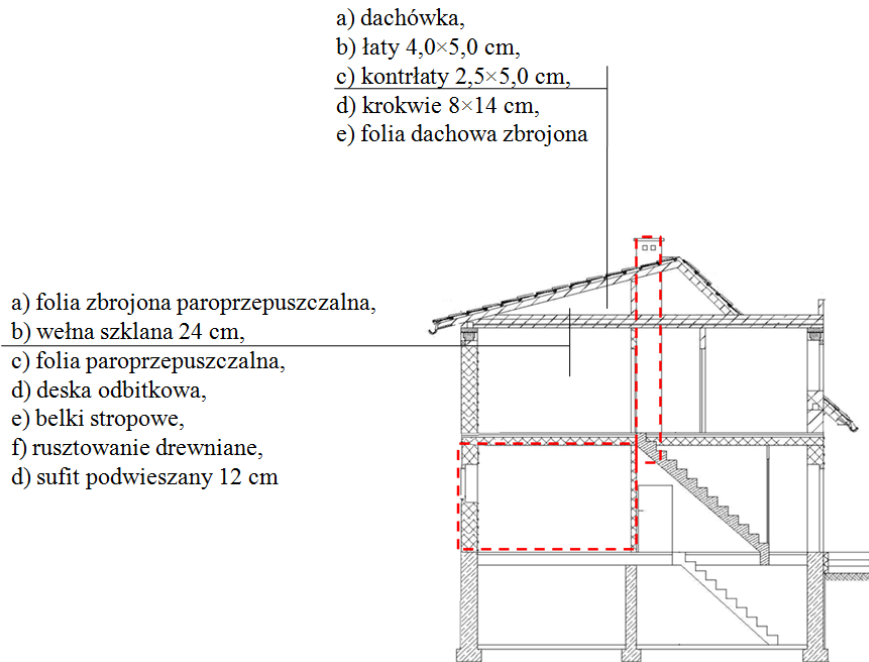 a) dachówka,
b) łaty 4,0×5,0 cm,
c) kontrłaty 2,5×5,0 cm,
d) krokwie 8×14 cm,
e) folia dachowa zbrojona
a) folia zbrojona paroprzepuszczalna,
b) wełna szklana 24 cm,
c) folia paroprzepuszczalna,
d) deska odbitkowa,
e) belki stropowe,
f) rusztowanie drewniane,
d) sufit podwieszany 12 cm